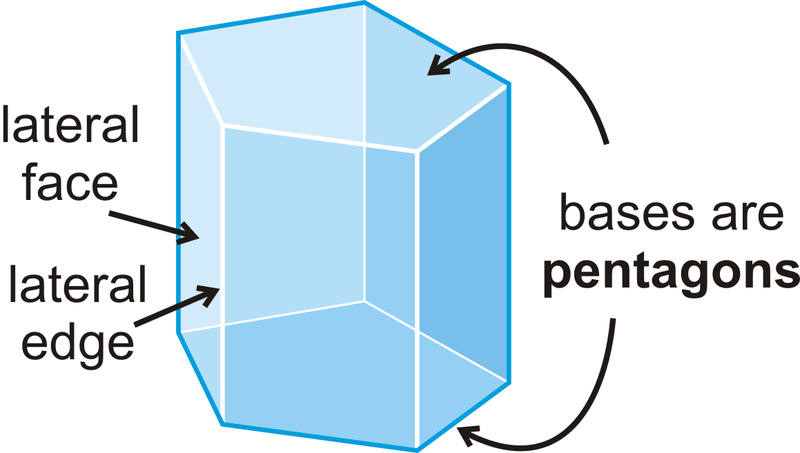 lateral
face
lateral
edge
bases are
pentagons